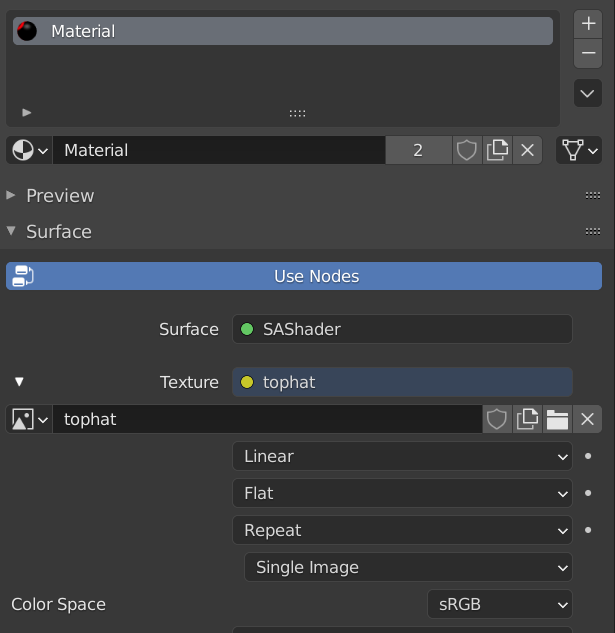 Material
Material 2
Preview
Surface
Use Nodes
Surface SAShader
Texture tophat
tophat
Linear
Flat
Repeat
Single Image
Color Space sRGB